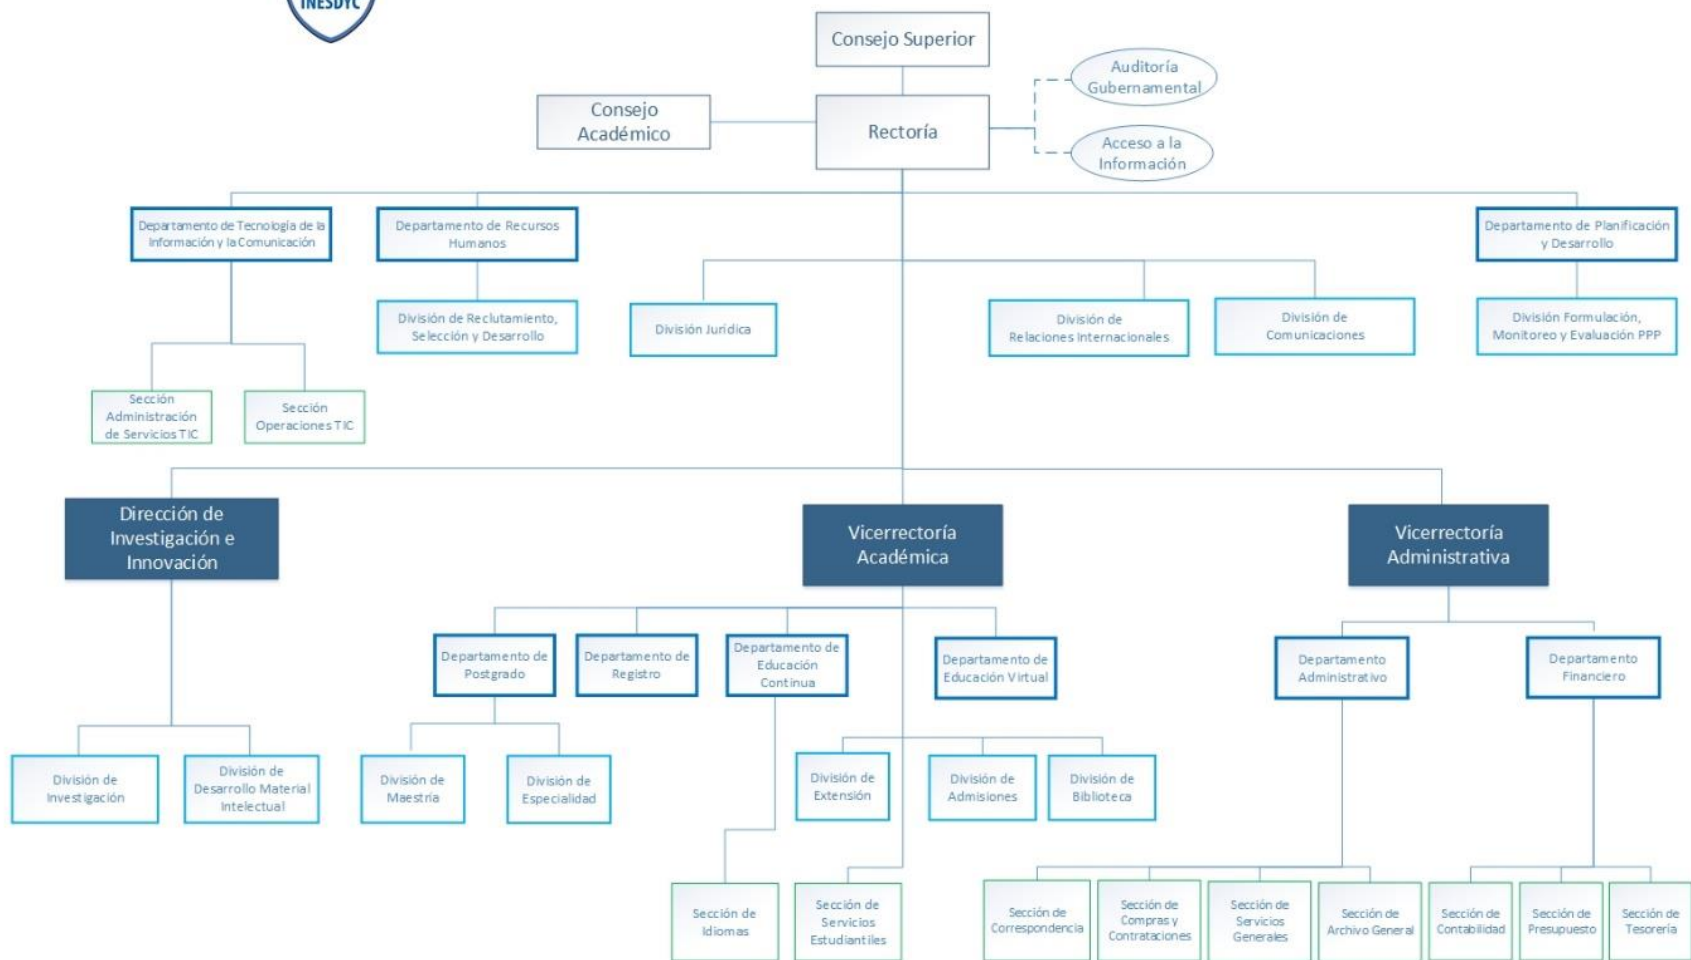 INESDYC
Consejo Superior
Auditoría
Gubernamental
Consejo
Académico
Rectoría
Acceso a la
Información
Departamento de Tecnología de la
Información y la Comunicación
Departamento de Recursos
Humanos
Departamento de Planificación
y Desarrollo
División de Reclutamiento,
Selección y Desarrollo
División Jurídica
División de
Relaciones Internacionales
División de
Comunicaciones
División Formulación,
Monitoreo y Evaluación PPP
Sección
Administración
de Servicios TIC
Sección
Operaciones TIC
Dirección de
Investigación e
Innovación
Vicerrectoría
Académica
Vicerrectoría
Administrativa
Departamento de
Postgrado
Departamento de
Registro
Departamento de
Educación
Continua
Departamento de
Educación Virtual
Departamento
Administrativo
Departamento
Financiero
División de
Investigación
División de
Desarrollo Material
Intelectual
División de
Maestría
División de
Especialidad
División de
Extensión
División de
Admisiones
División de
Biblioteca
Sección de
Idiomas
Sección de
Servicios
Estudiantiles
Sección de
Correspondencia
Sección de
Compras y
Contrataciones
Sección de
Servicios
Generales
Sección de
Archivo General
Sección de
Contabilidad
Sección de
Presupuesto
Sección de
Tesorería